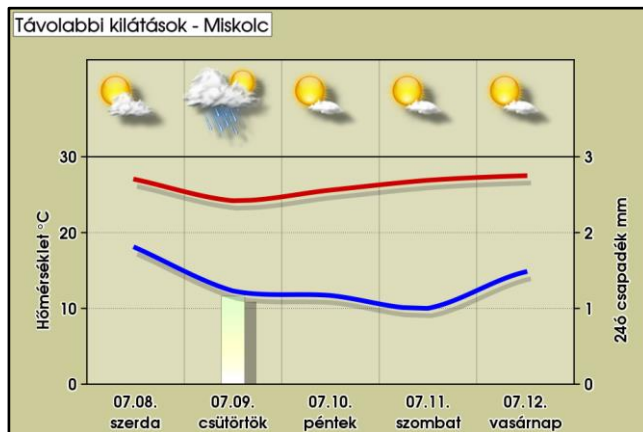 Távolabbi kilátások - Miskolc
Hőmérséklet °C
30
20
10
0
3
2
1
0
24ó csapadék mm
07.08.
szerda
07.09.
csütörtök
07.10.
péntek
07.11.
szombat
07.12.
vasárnap